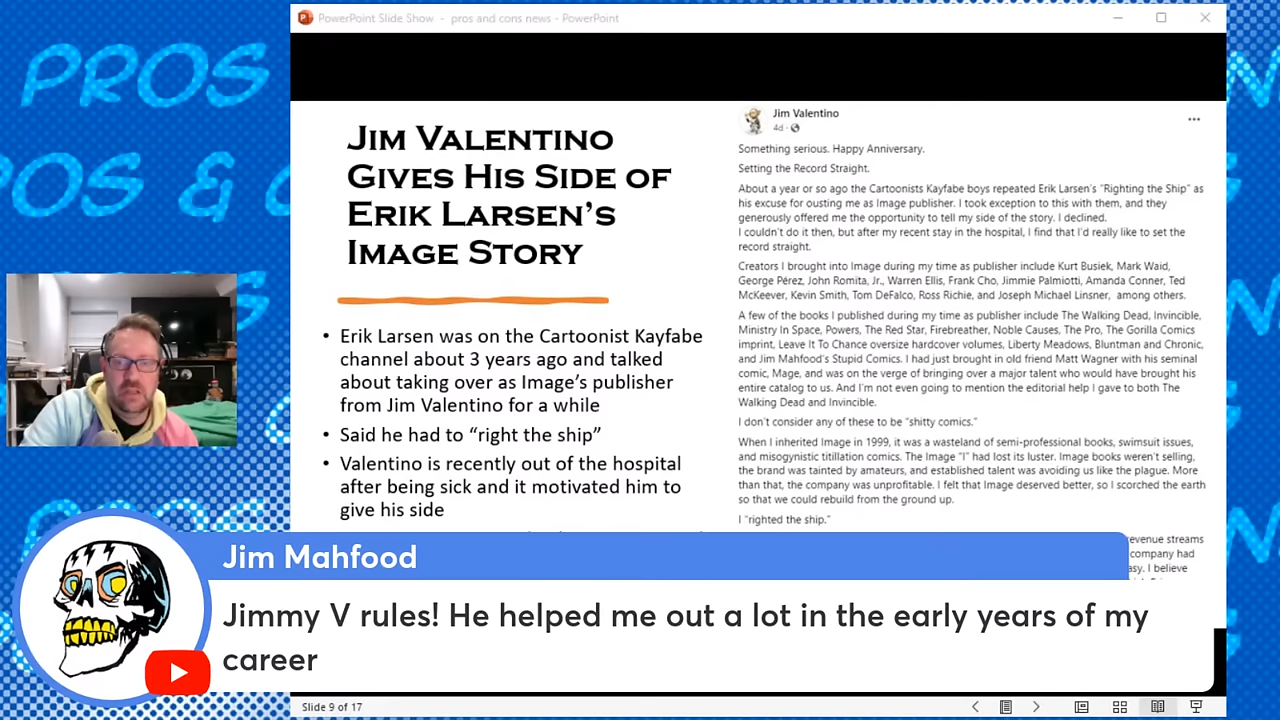 PowerPoint Slide Show - pros and cons news - PowerPoint
PROS
PROS & C
JIM VALENTINO
GIVES HIS SIDE OF
ERIK LARSEN'S
IMAGE STORY
• Erik Larsen was on the Cartoonist Kayfabe
channel about 3 years ago and talked
about taking over as Image's publisher
from Jim Valentino for a while
• Said he had to "right the ship"
• Valentino is recently out of the hospital
after being sick and it motivated him to
give his side
Jim Valentino
4d ·
Something serious. Happy Anniversary.
Setting the Record Straight.
About a year or so ago the Cartoonists Kayfabe boys repeated Erik Larsen's "Righting the Ship" as
his excuse for ousting me as Image publisher. I took exception to this with them, and they
generously offered me the opportunity to tell my side of the story. I declined.
I couldn't do it then, but after my recent stay in the hospital, I find that I'd really like to set the
record straight.
Creators I brought into Image during my time as publisher include Kurt Busiek, Mark Waid,
George Pérez, John Romita, Jr., Warren Ellis, Frank Cho, Jimmie Palmiotti, Amanda Conner, Ted
McKeever, Kevin Smith, Tom DeFalco, Ross Richie, and Joseph Michael Linsner, among others.
A few of the books I published during my time as publisher include The Walking Dead, Invincible,
Ministry In Space, Powers, The Red Star, Firebreather, Noble Causes, The Pro, The Gorilla Comics
imprint, Leave It To Chance oversize hardcover volumes, Liberty Meadows, Bluntman and Chronic,
and Jim Mahfood's Stupid Comics. I had just brought in old friend Matt Wagner with his seminal
comic, Mage, and was on the verge of bringing over a major talent who would have brought his
entire catalog to us. And I'm not even going to mention the editorial help I gave to both The
Walking Dead and Invincible.
I don't consider any of these to be "shitty comics."
When I inherited Image in 1999, it was a wasteland of semi-professional books, swimsuit issues,
and misogynistic titillation comics. The Image "I" had lost its luster. Image books weren't selling,
the brand was tainted by amateurs, and established talent was avoiding us like the plague. More
than that, the company was unprofitable. I felt that Image deserved better, so I scorched the earth
so that we could rebuild from the ground up.
I "righted the ship."
evenue streams
company had
asy. I believe
Jim Mahfood
Jimmy V rules! He helped me out a lot in the early years of my
career
Slide 9 of 17